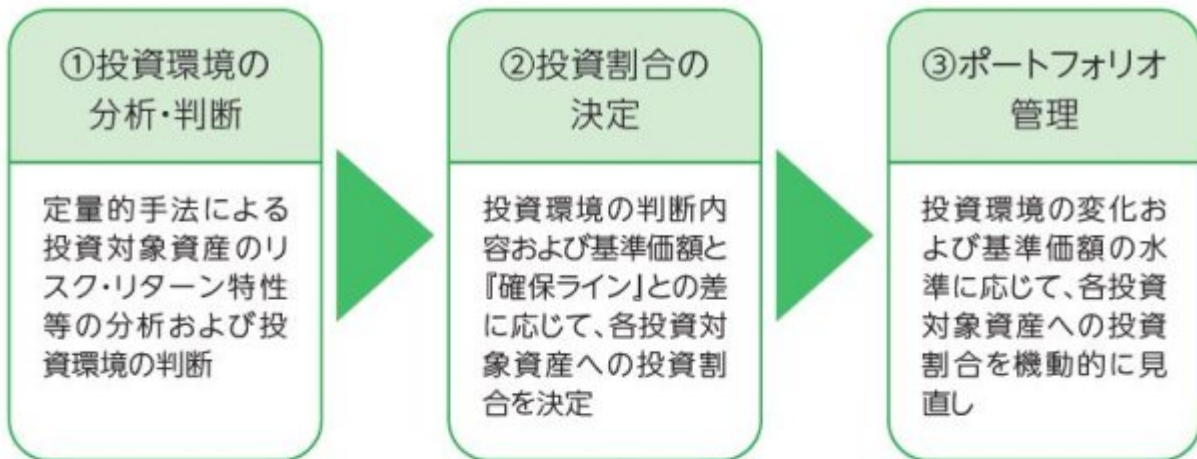 ①投資環境の
分析・判断
定量的手法による
投資対象資産のリ
スク・リターン特性
等の分析および投
資環境の判断
②投資割合の
決定
投資環境の判断内
容および基準価額と
『確保ライン』との差
に応じて、各投資対
象資産への投資割
合を決定
③ポートフォリオ
管理
投資環境の変化お
よび基準価額の水
準に応じて、各投資
対象資産への投資
割合を機動的に見
直し